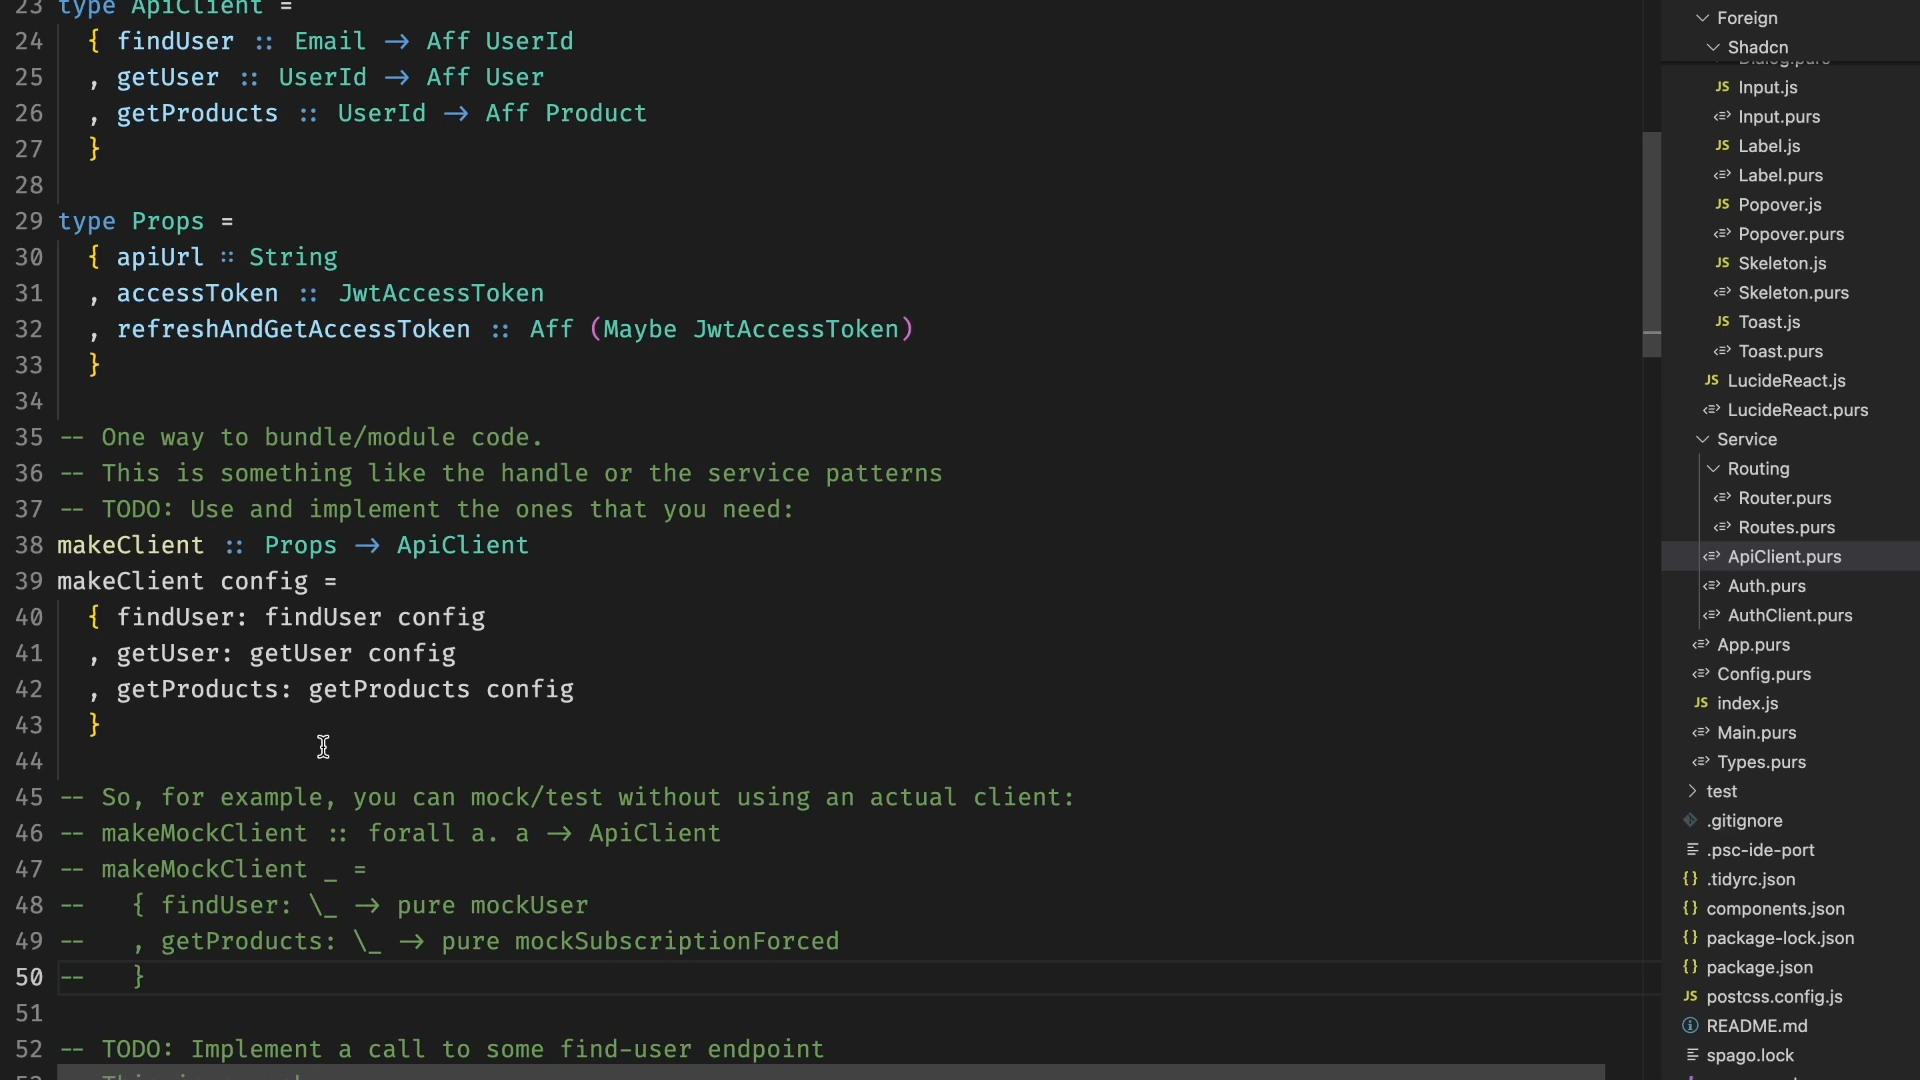 23 type ApiClient =
24 { findUser :: Email → Aff UserId
25 , getUser :: UserId → Aff User
26 , getProducts :: UserId → Aff Product
27 }
28
29 type Props =
30 { apiUrl :: String
31 , accessToken :: JwtAccessToken
32 , refreshAndGetAccessToken :: Aff (Maybe JwtAccessToken)
33 }
34
35 -- One way to bundle/module code.
36 -- This is something like the handle or the service patterns
37 -- TODO: Use and implement the ones that you need:
38 makeClient :: Props → ApiClient
39 makeClient config =
40 { findUser: findUser config
41 , getUser: getUser config
42 , getProducts: getProducts config
43 }
44
45 -- So, for example, you can mock/test without using an actual client:
46 -- makeMockClient :: forall a. a → ApiClient
47 -- makeMockClient _ =
48 -- { findUser: \_ → pure mockUser
49 -- , getProducts: \_ → pure mockSubscriptionForced
50 -- }
51
52 -- TODO: Implement a call to some find-user endpoint
Foreign
Shadcn
Dialog.purs
JS Input.js
Input.purs
JS Label.js
Label.purs
JS Popover.js
Popover.purs
JS Skeleton.js
Skeleton.purs
JS Toast.js
Toast.purs
JS LucideReact.js
LucideReact.purs
Service
Routing
Router.purs
Routes.purs
ApiClient.purs
Auth.purs
AuthClient.purs
App.purs
Config.purs
JS index.js
Main.purs
Types.purs
test
.gitignore
.psc-ide-port
{} .tidyrc.json
{} components.json
{} package-lock.json
{} package.json
JS postcss.config.js
README.md
spago.lock